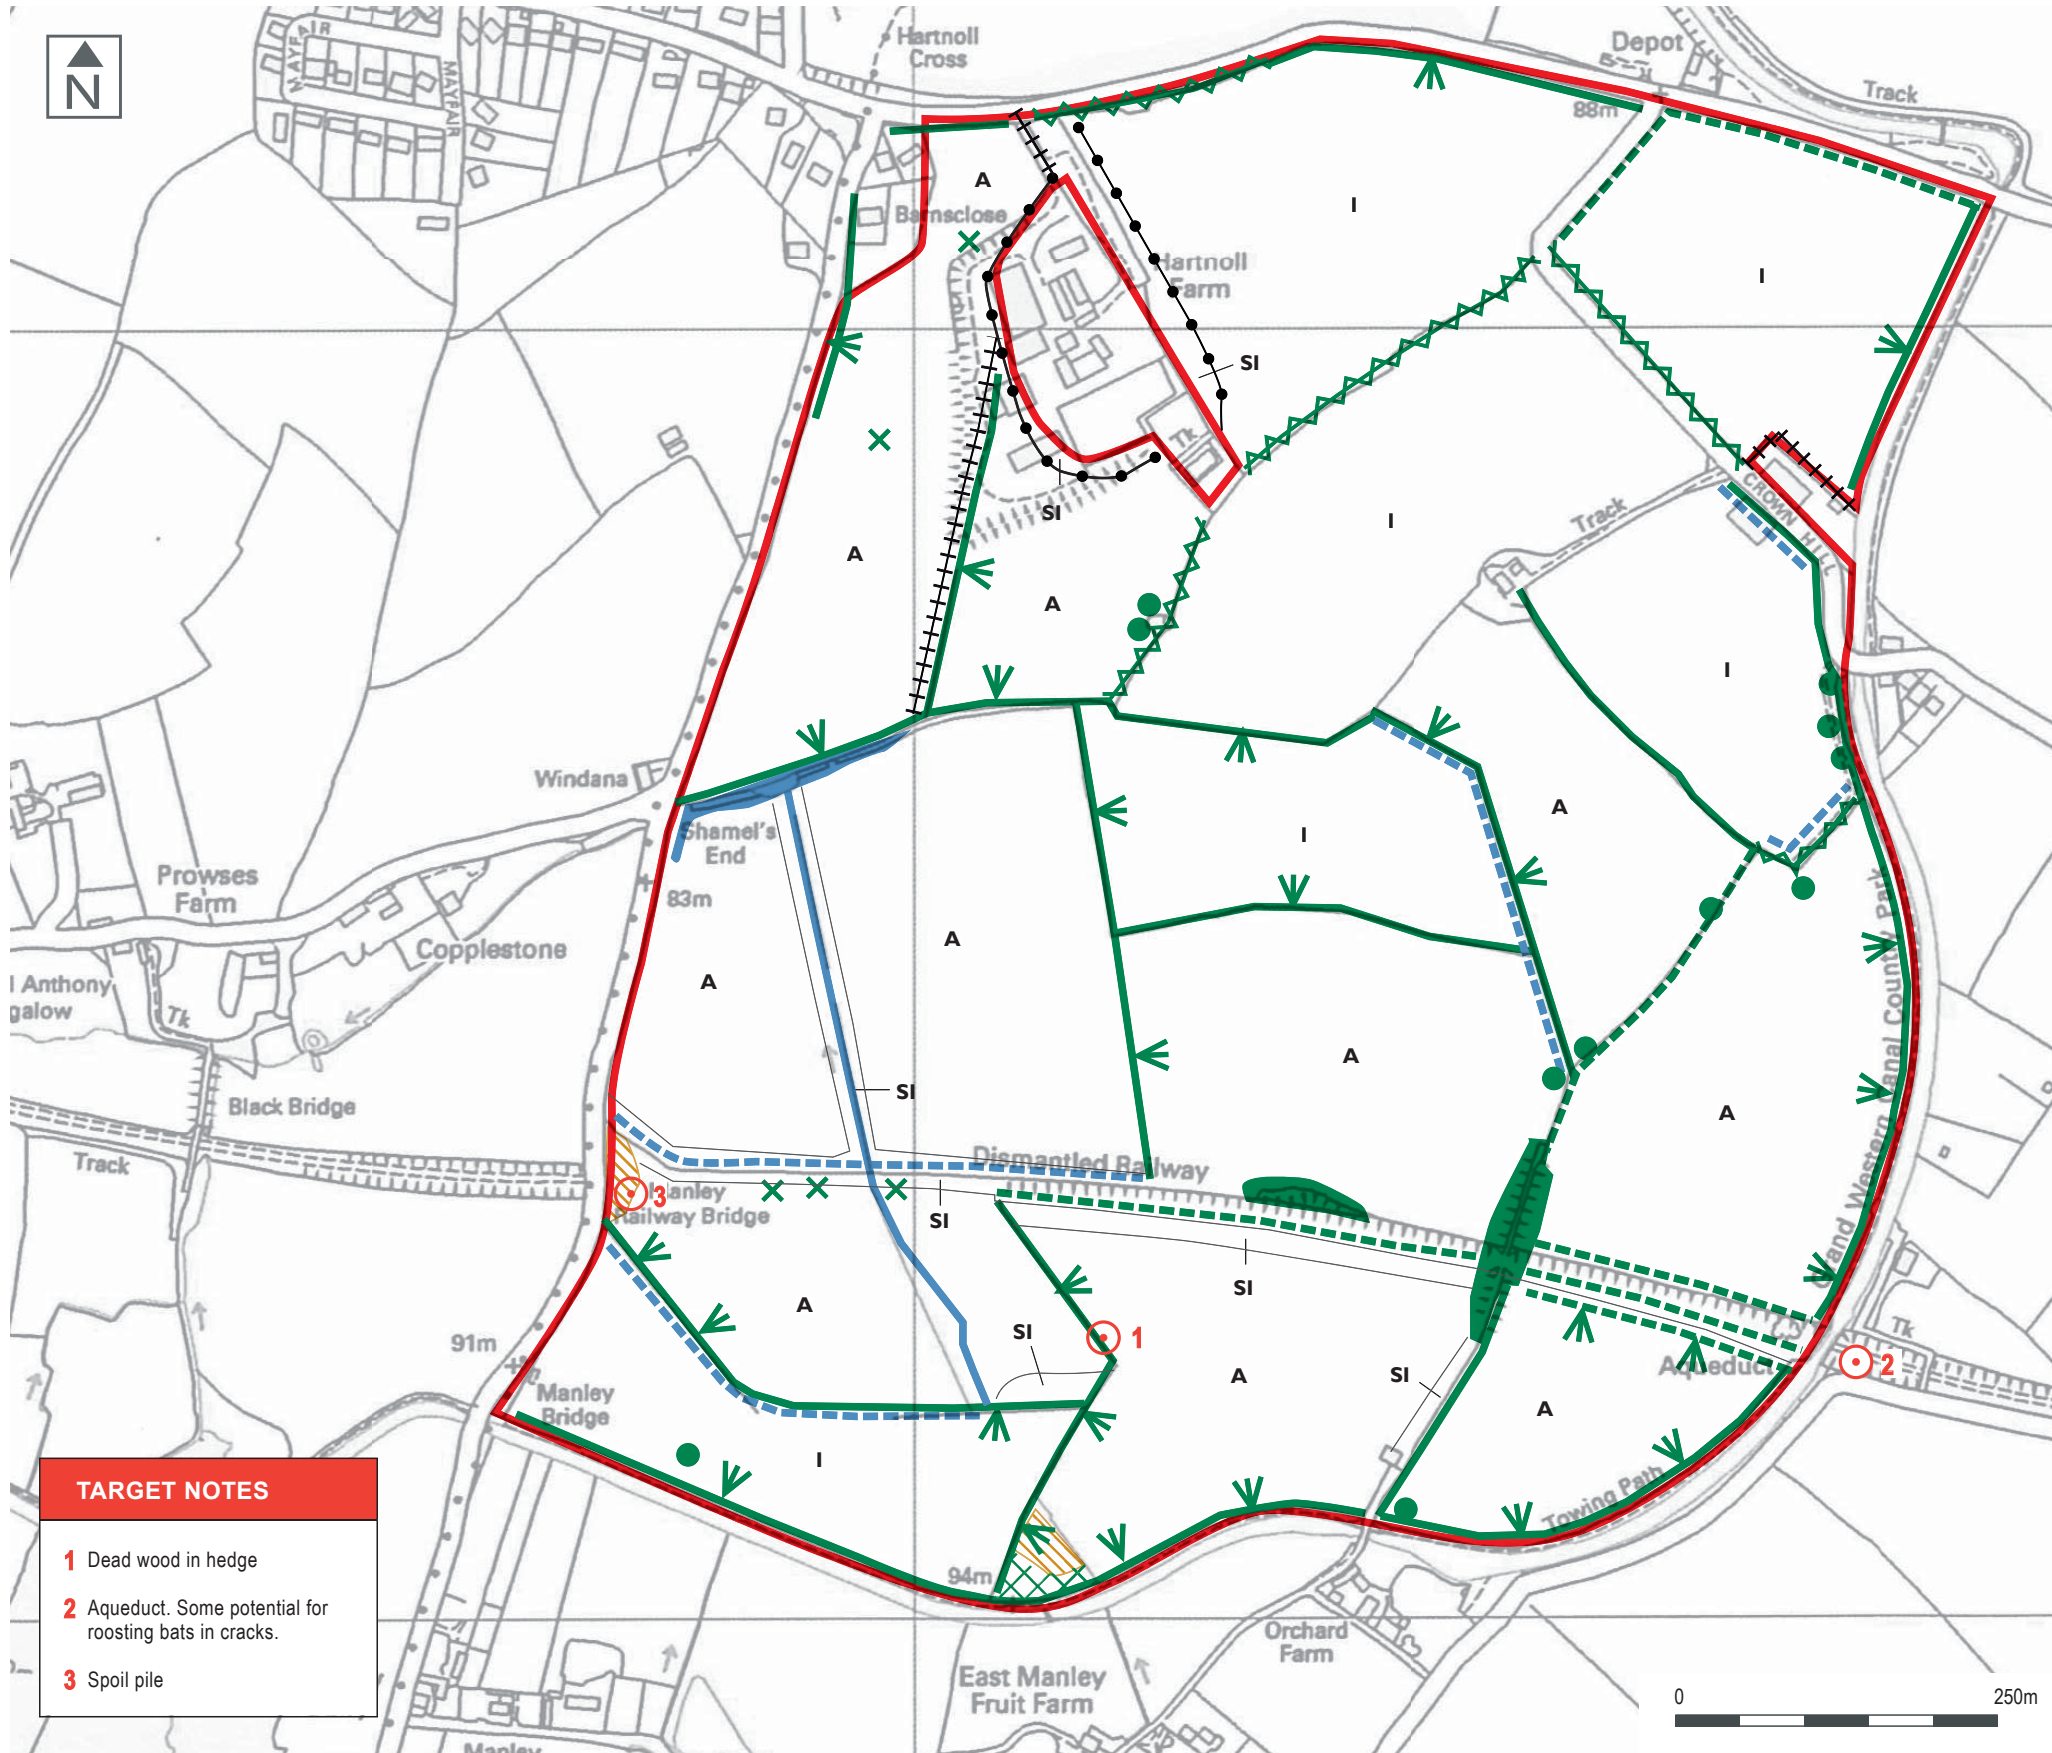 N
MAYFAIR
MAYFAIR
Hartnoll
Cross
Depot
Track
88m
A
I
Barnsclose
Hartnoll
Farm
I
SI
Tk
CROWN HILL
SI
I
Track
A
A
I
Windana
Shamel's
End
A
I
Prowses
Farm
83m
Copplestone
A
A
l Anthony
galow
Tk
Grand Western Canal Country Park
A
SI
A
Black Bridge
Track
Dismantled Railway
3
Manley
Railway Bridge
SI
SI
A
SI
1
Tk
91m
Aqueduct
2
SI
A
A
Manley
Bridge
I
Towing Path
94m
TARGET NOTES
1 Dead wood in hedge
2 Aqueduct. Some potential for
roosting bats in cracks.
3 Spoil pile
Orchard
Farm
East Manley
Fruit Farm
0 250m
Manley